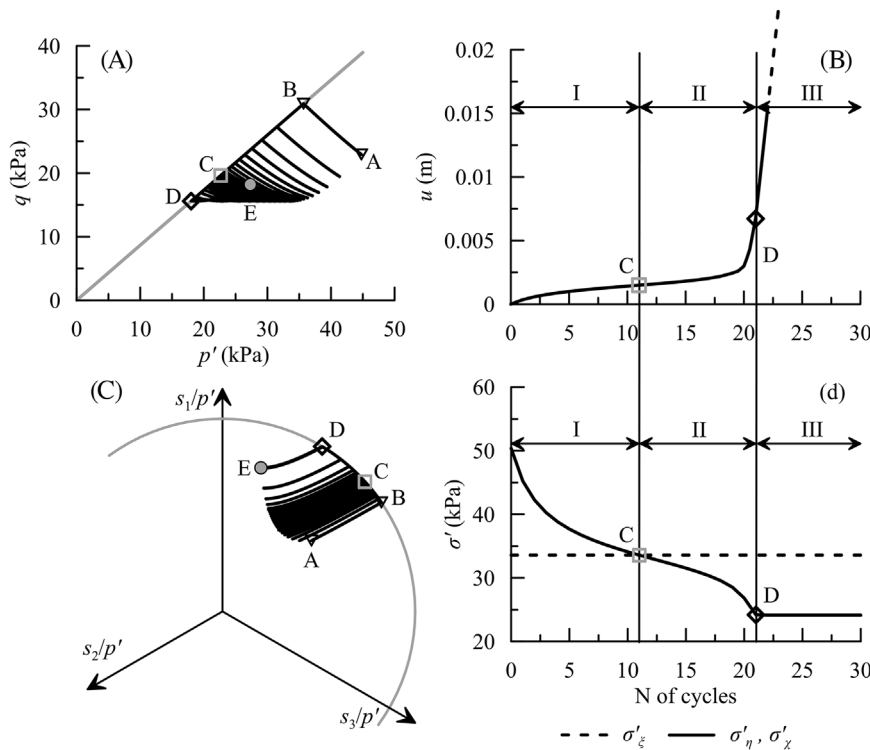 (A)
q (kPa)
40
30
20
10
0
B
A
C
D
E
0 10 20 30 40 50
p′ (kPa)
(B)
u (m)
0.02
0.015
0.01
0.005
0
I II III
C
D
0 5 10 15 20 25 30
(C)
s1/p′
s2/p′
s3/p′
E
D
C
B
A
(d)
σ′ (kPa)
60
50
40
30
20
I II III
C
D
0 5 10 15 20 25 30
N of cycles
σ′ξ σ′η , σ′χ